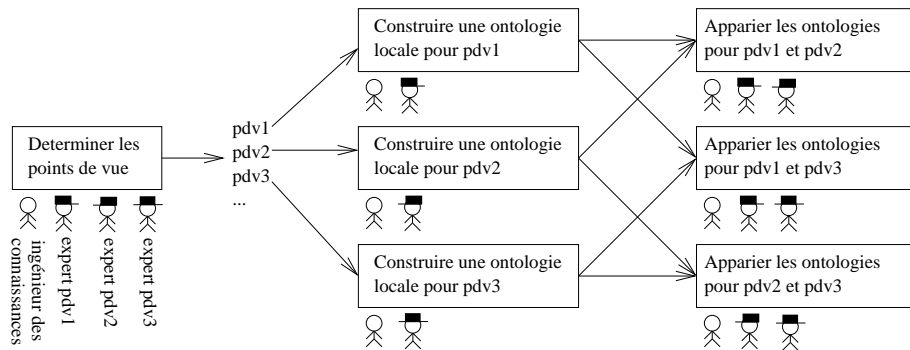 Determiner les
points de vue
ingénieur des
connaissances
expert pdv1
expert pdv2
expert pdv3
pdv1
pdv2
pdv3
...
Construire une ontologie
locale pour pdv1
Construire une ontologie
locale pour pdv2
Construire une ontologie
locale pour pdv3
Apparier les ontologies
pour pdv1 et pdv2
Apparier les ontologies
pour pdv1 et pdv3
Apparier les ontologies
pour pdv2 et pdv3